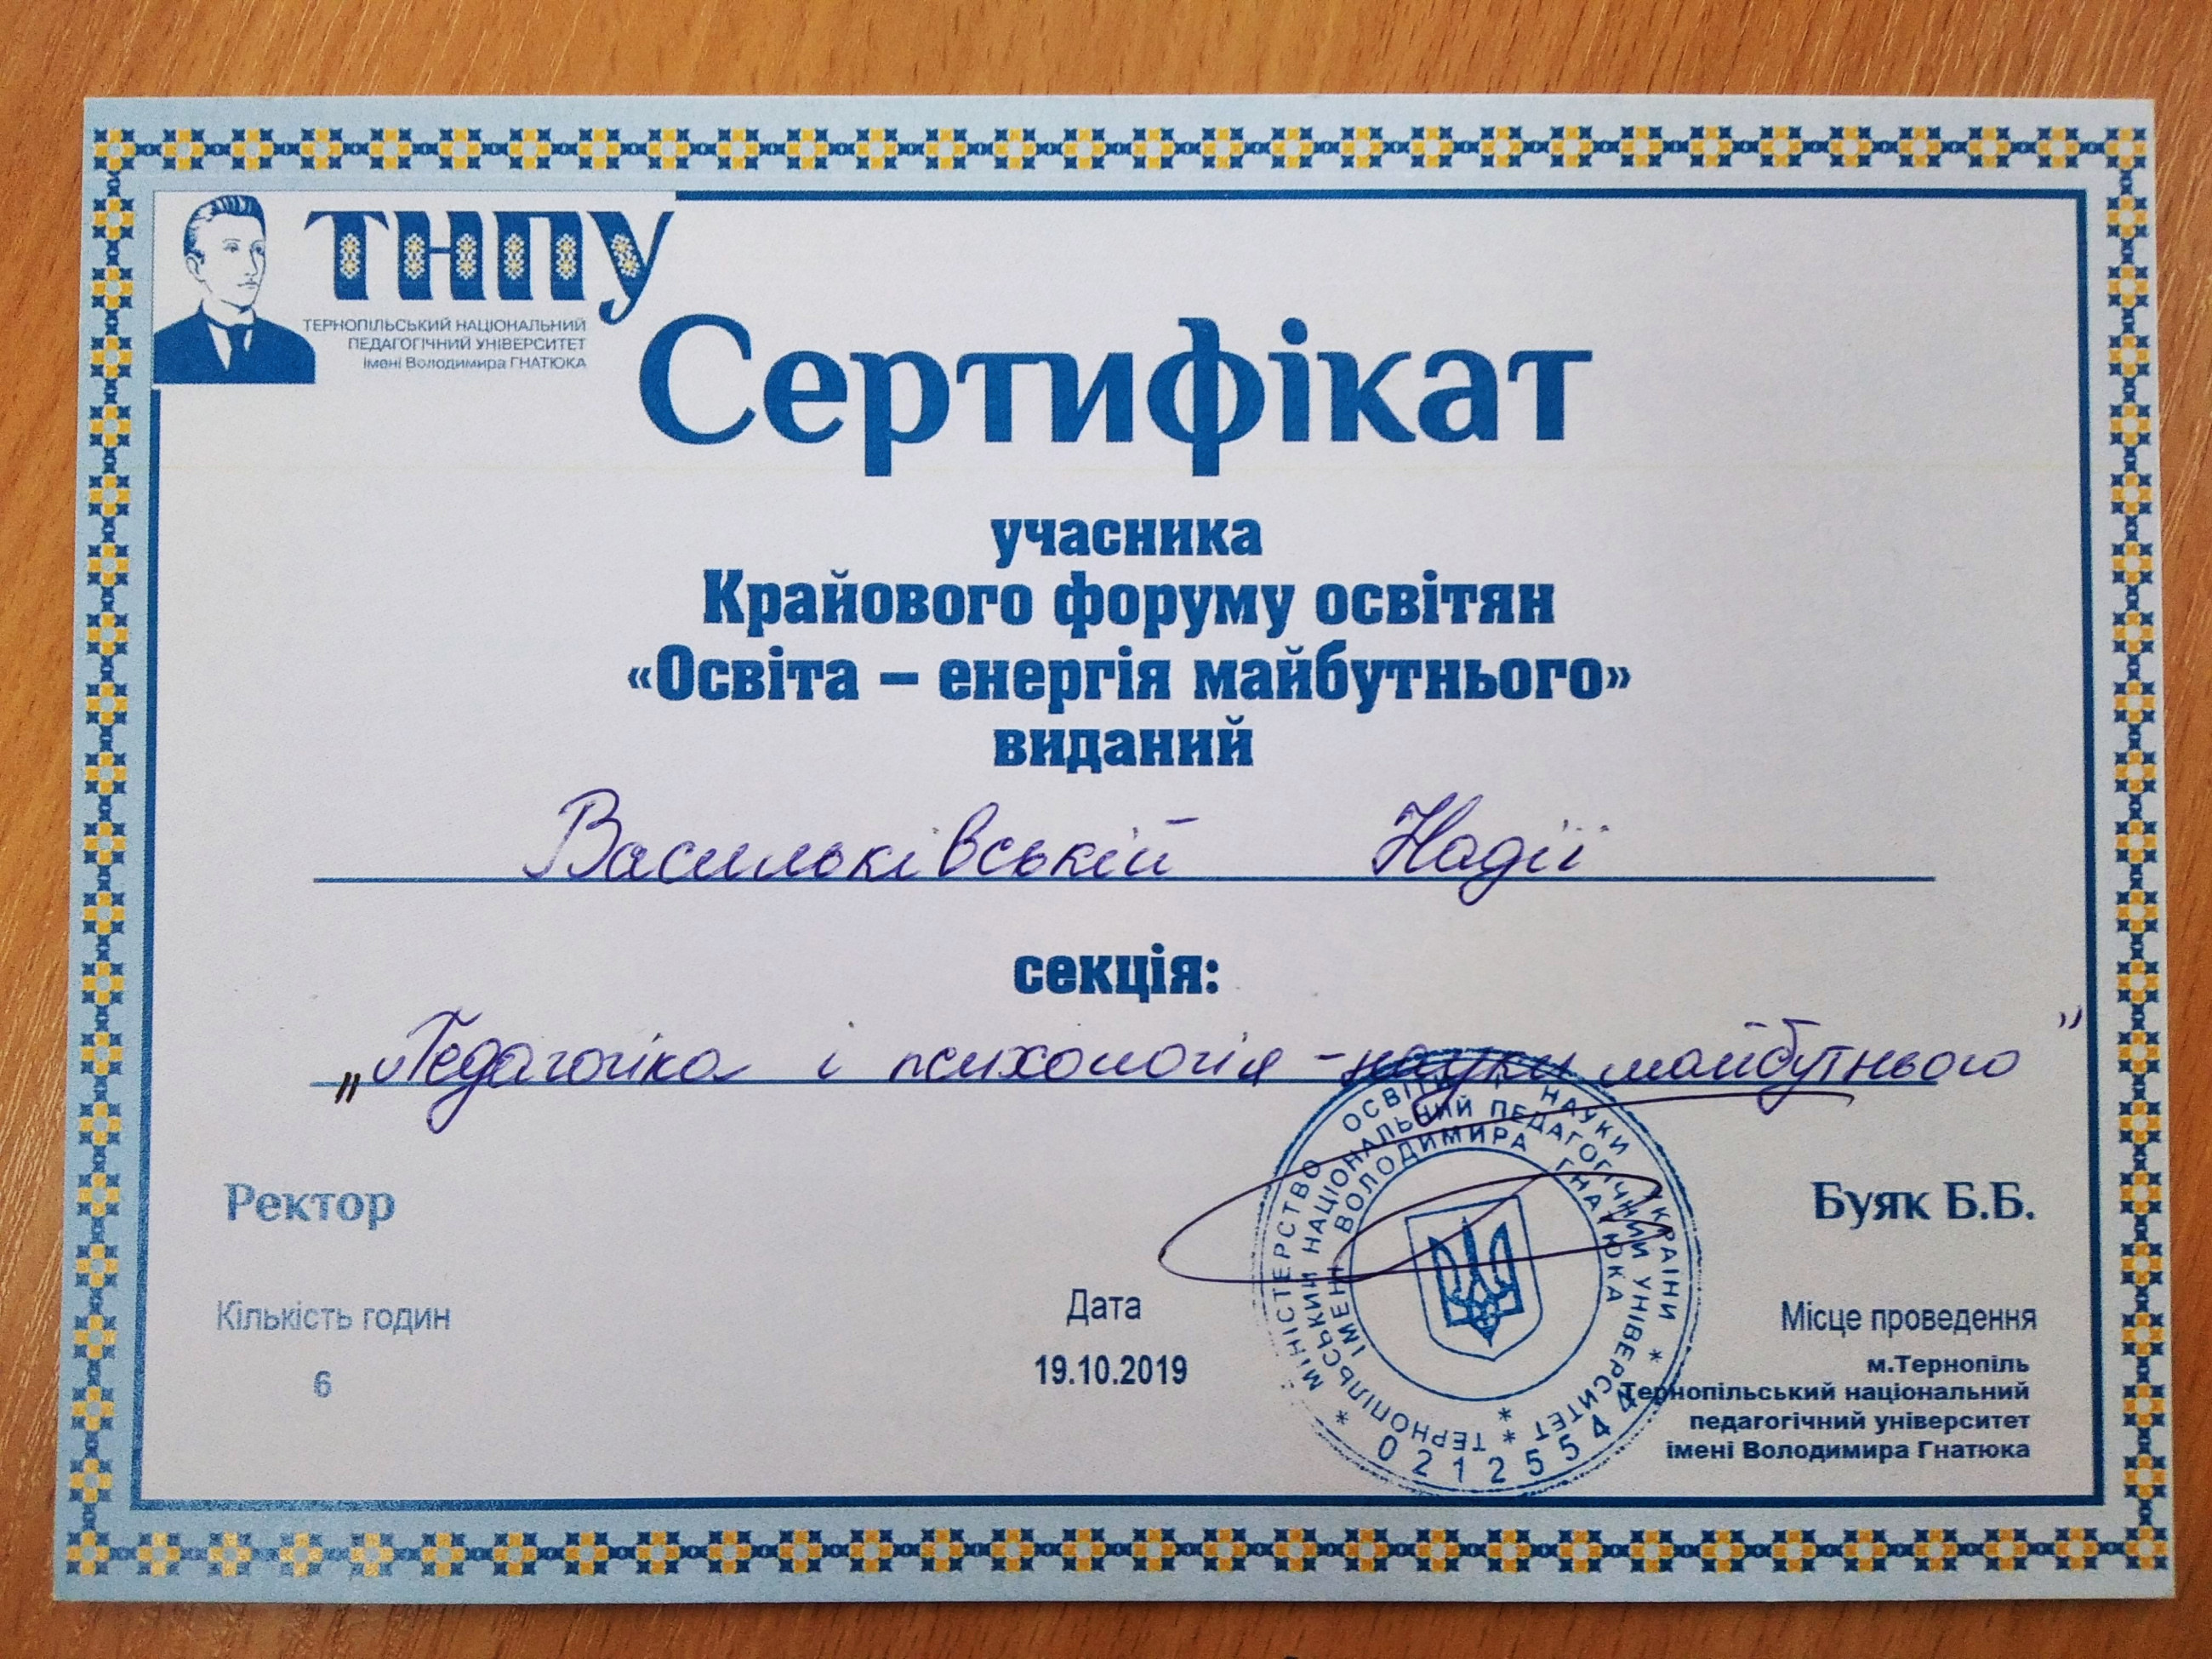 ТНПУ
ТЕРНОПІЛЬСЬКИЙ НАЦІОНАЛЬНИЙ
ПЕДАГОГІЧНИЙ УНІВЕРСИТЕТ
імені Володимира ГНАТЮКА
Сертифікат
учасника
Крайового форуму освітян
«Освіта – енергія майбутнього»
виданий
Васильківській Надії
секція:
„Педагогіка і психологія - науки майбутнього”
Ректор
Буяк Б.Б.
Кількість годин
6
Дата
19.10.2019
МІНІСТЕРСТВО ОСВІТИ І НАУКИ УКРАЇНИ
* ТЕРНОПІЛЬСЬКИЙ НАЦІОНАЛЬНИЙ ПЕДАГОГІЧНИЙ УНІВЕРСИТЕТ *
ІМЕНІ ВОЛОДИМИРА ГНАТЮКА
* 02125544 *
Місце проведення
м.Тернопіль
Тернопільський національний
педагогічний університет
імені Володимира Гнатюка